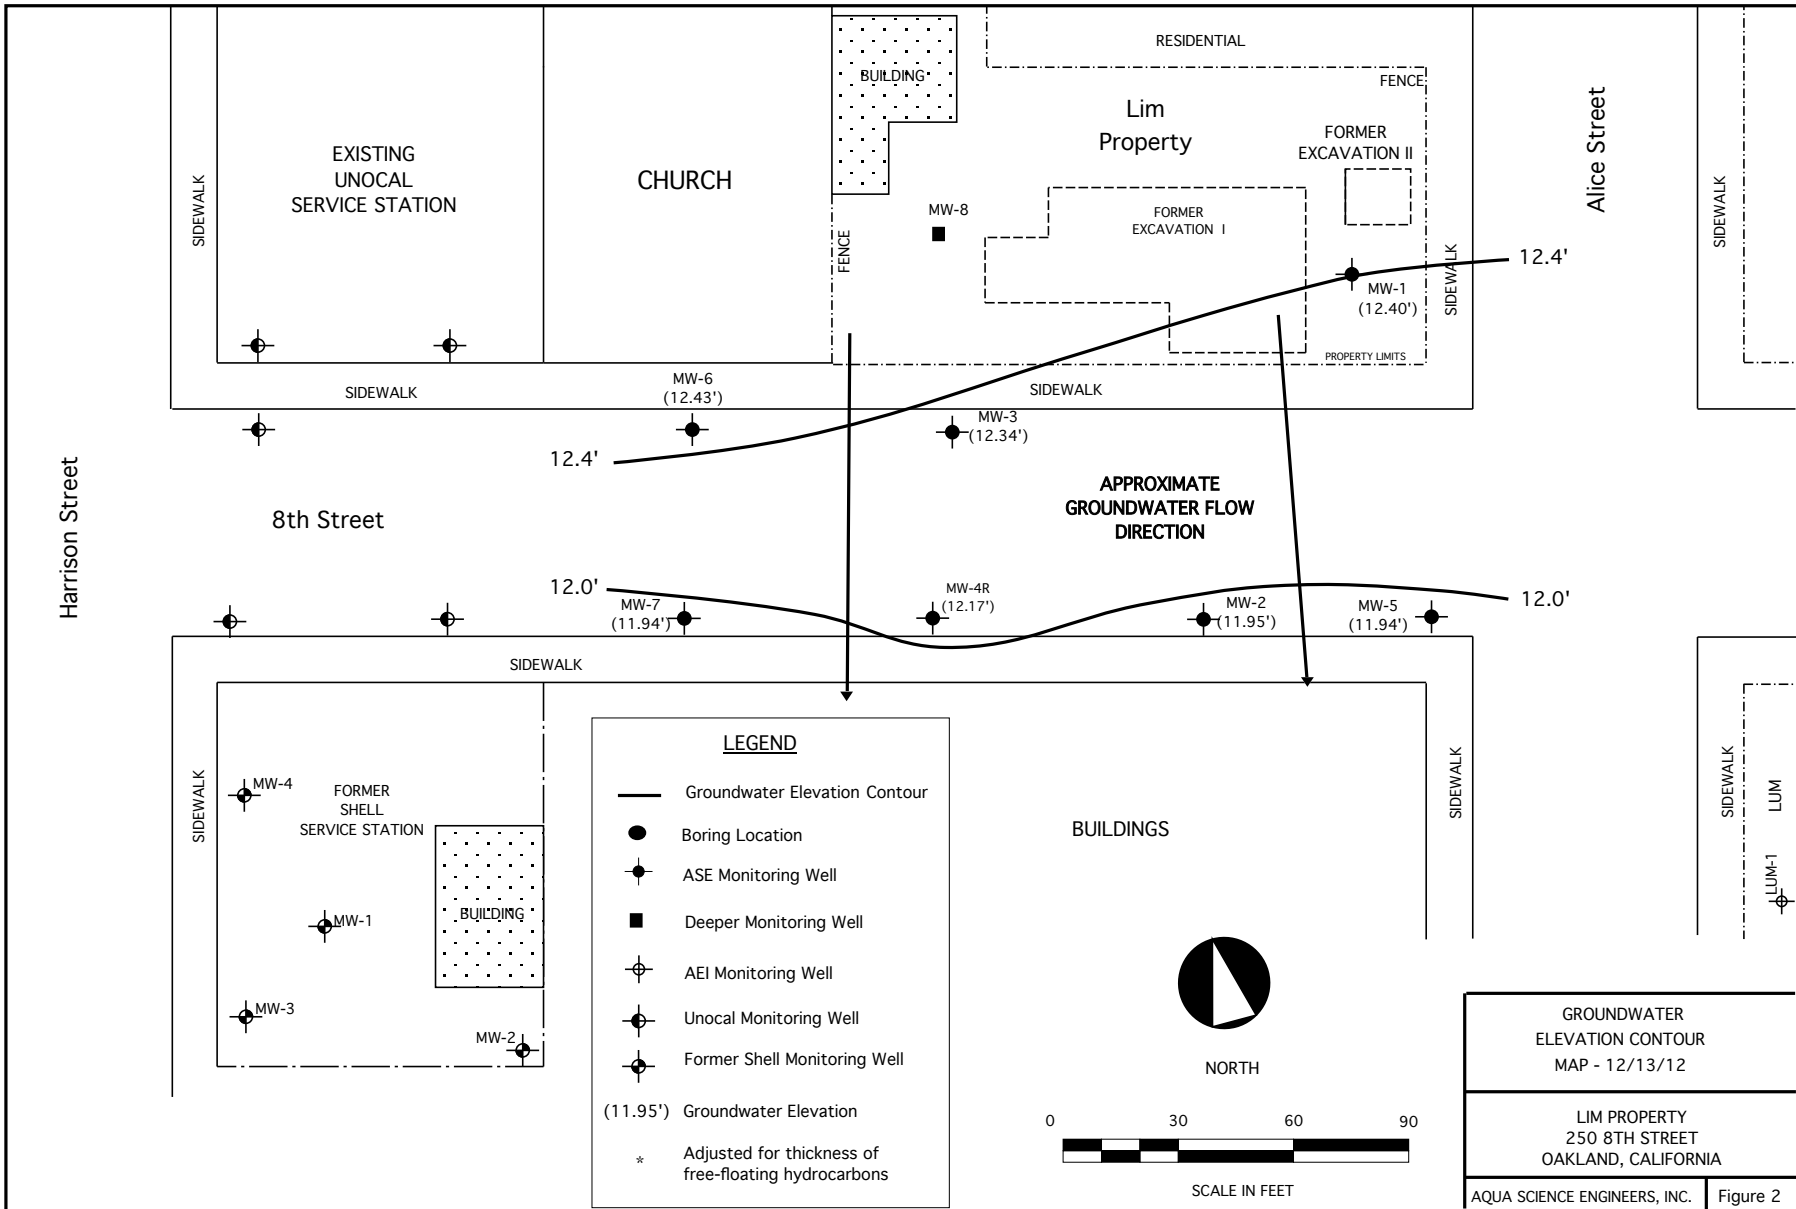 RESIDENTIAL
FENCE
BUILDING
Lim
Property
FORMER
EXCAVATION II
Alice Street
EXISTING
UNOCAL
SERVICE STATION
CHURCH
SIDEWALK
SIDEWALK
MW-8
FORMER
EXCAVATION I
FENCE
SIDEWALK
12.4'
MW-1
(12.40')
PROPERTY LIMITS
SIDEWALK
MW-6
(12.43')
SIDEWALK
MW-3
(12.34')
12.4'
Harrison Street
8th Street
APPROXIMATE
GROUNDWATER FLOW
DIRECTION
12.0'
MW-7
(11.94')
MW-4R
(12.17')
MW-2
(11.95')
MW-5
(11.94')
12.0'
SIDEWALK
LEGEND
Groundwater Elevation Contour
Boring Location
ASE Monitoring Well
Deeper Monitoring Well
AEI Monitoring Well
Unocal Monitoring Well
Former Shell Monitoring Well
(11.95') Groundwater Elevation
* Adjusted for thickness of
free-floating hydrocarbons
MW-4
FORMER
SHELL
SERVICE STATION
SIDEWALK
BUILDING
MW-1
MW-3
MW-2
BUILDINGS
SIDEWALK
SIDEWALK
LUM
LUM-1
NORTH
0 30 60 90
SCALE IN FEET
GROUNDWATER
ELEVATION CONTOUR
MAP - 12/13/12
LIM PROPERTY
250 8TH STREET
OAKLAND, CALIFORNIA
AQUA SCIENCE ENGINEERS, INC.
Figure 2